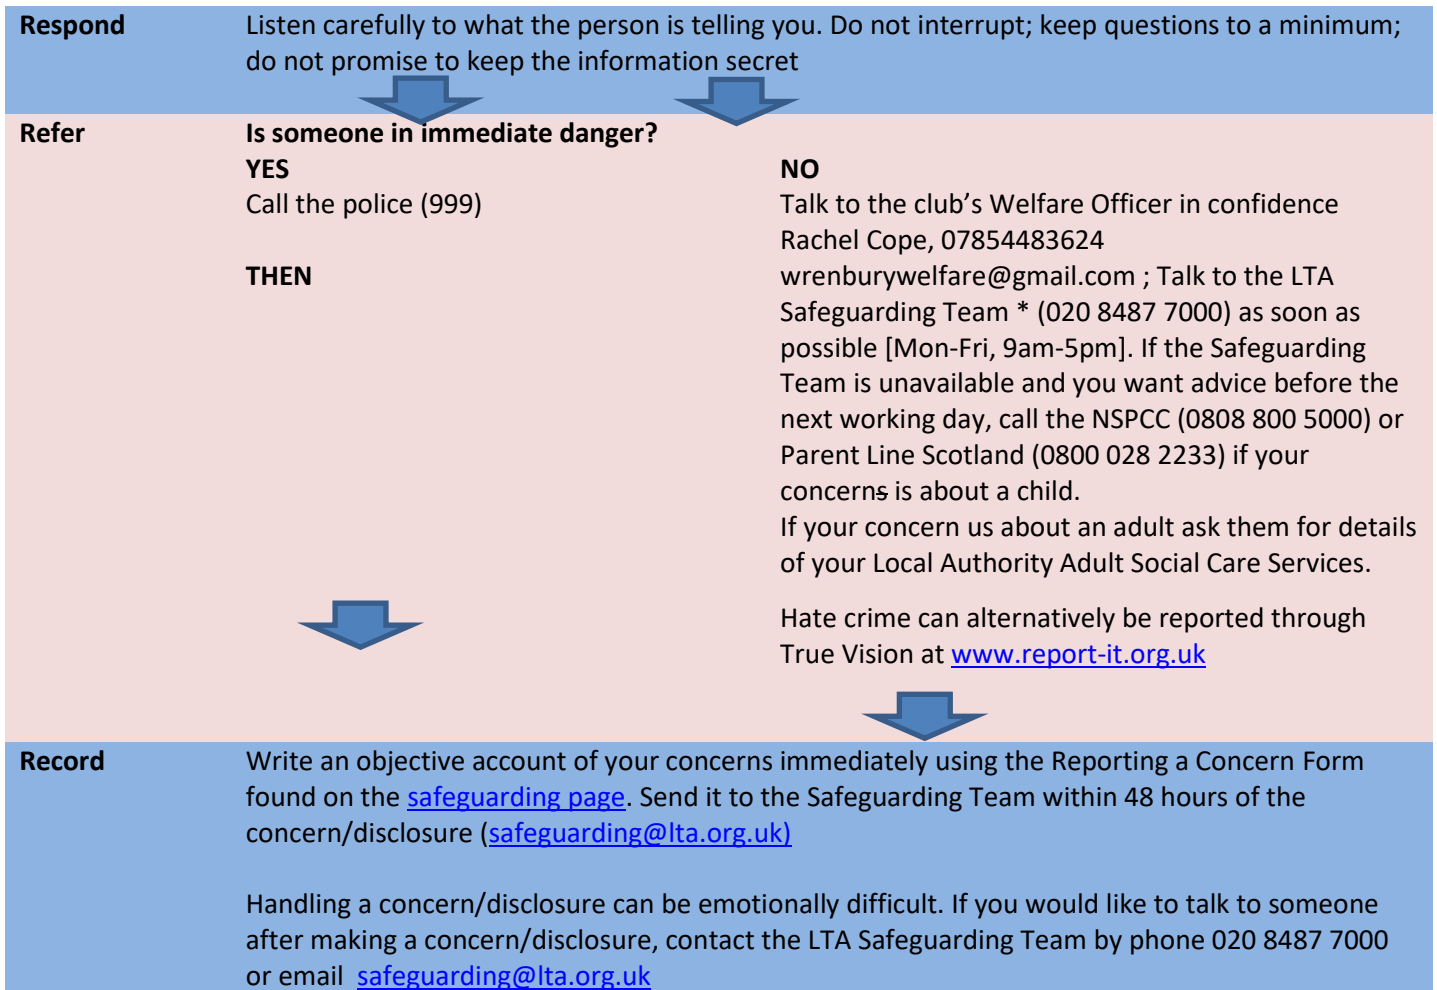 Respond
Listen carefully to what the person is telling you. Do not interrupt; keep questions to a minimum;
do not promise to keep the information secret
Refer
Is someone in immediate danger?
YES
Call the police (999)
THEN
NO
Talk to the club’s Welfare Officer in confidence
Rachel Cope, 07854483624
wrenburywelfare@gmail.com ; Talk to the LTA
Safeguarding Team * (020 8487 7000) as soon as
possible [Mon-Fri, 9am-5pm]. If the Safeguarding
Team is unavailable and you want advice before the
next working day, call the NSPCC (0808 800 5000) or
Parent Line Scotland (0800 028 2233) if your
concerns is about a child.
If your concern us about an adult ask them for details
of your Local Authority Adult Social Care Services.
Hate crime can alternatively be reported through
True Vision at www.report-it.org.uk
Record
Write an objective account of your concerns immediately using the Reporting a Concern Form
found on the safeguarding page. Send it to the Safeguarding Team within 48 hours of the
concern/disclosure (safeguarding@lta.org.uk)
Handling a concern/disclosure can be emotionally difficult. If you would like to talk to someone
after making a concern/disclosure, contact the LTA Safeguarding Team by phone 020 8487 7000
or email safeguarding@lta.org.uk